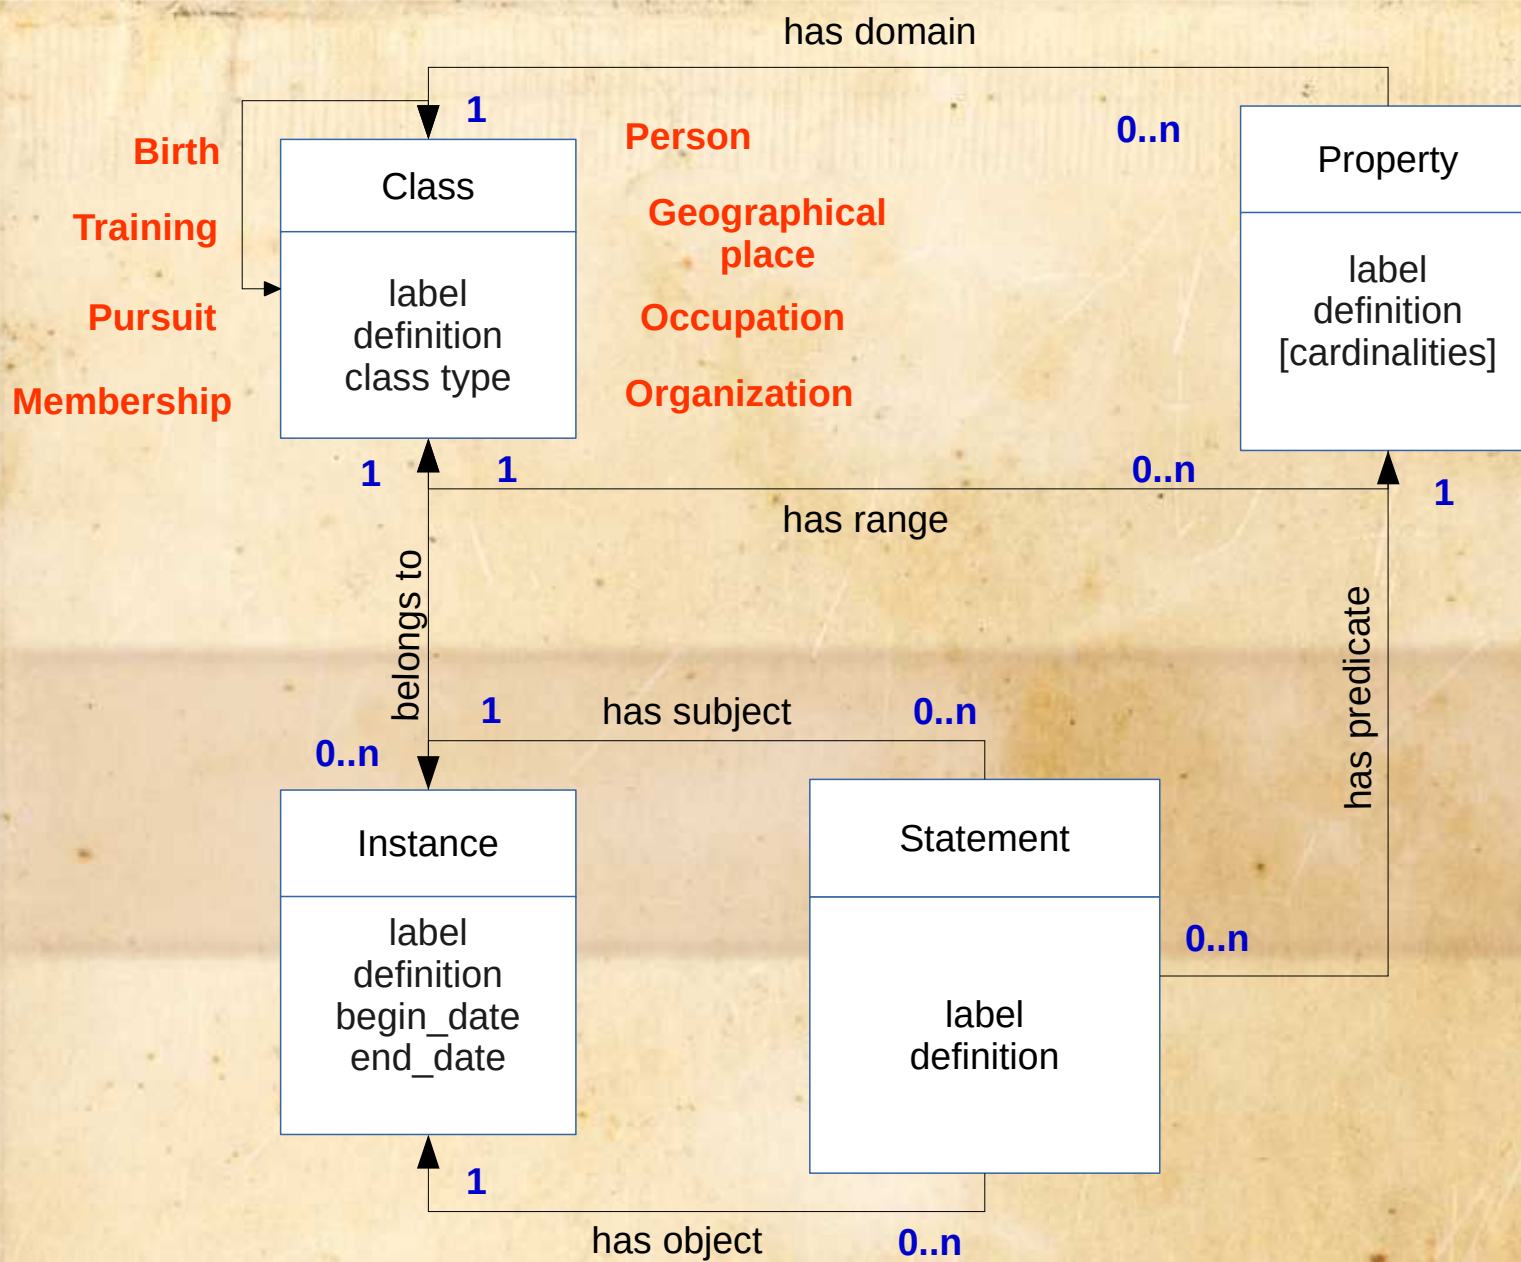 has domain
1
0..n
Birth
Training
Pursuit
Membership
Class
label
definition
class type
Person
Geographical
place
Occupation
Organization
Property
label
definition
[cardinalities]
1
1
0..n
1
has range
belongs to
has predicate
1
has subject
0..n
0..n
Instance
label
definition
begin_date
end_date
Statement
label
definition
0..n
1
has object
0..n